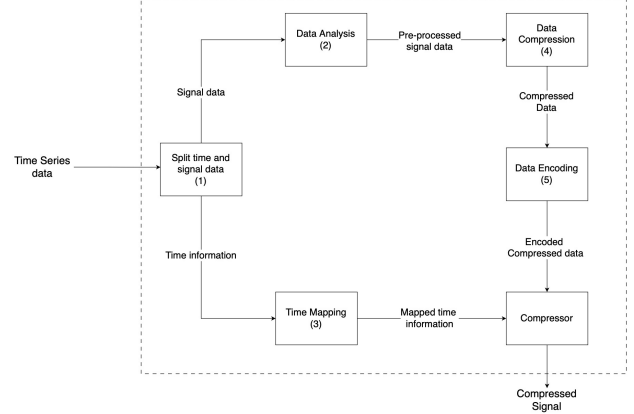 Data Analysis
(2)
Pre-processed
signal data
Data
Compression
(4)
Signal data
Compressed
Data
Time Series
data
Split time and
signal data
(1)
Data Encoding
(5)
Time information
Encoded
Compressed data
Time Mapping
(3)
Mapped time
information
Compressor
Compressed
Signal